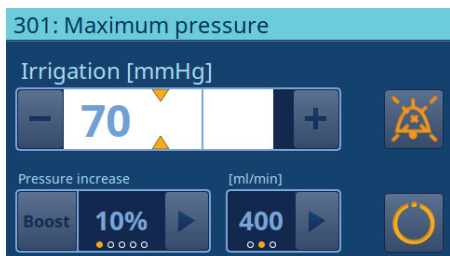 301: Maximum pressure
Irrigation [mmHg]
− 70 +
Pressure increase [ml/min]
Boost 10% 400